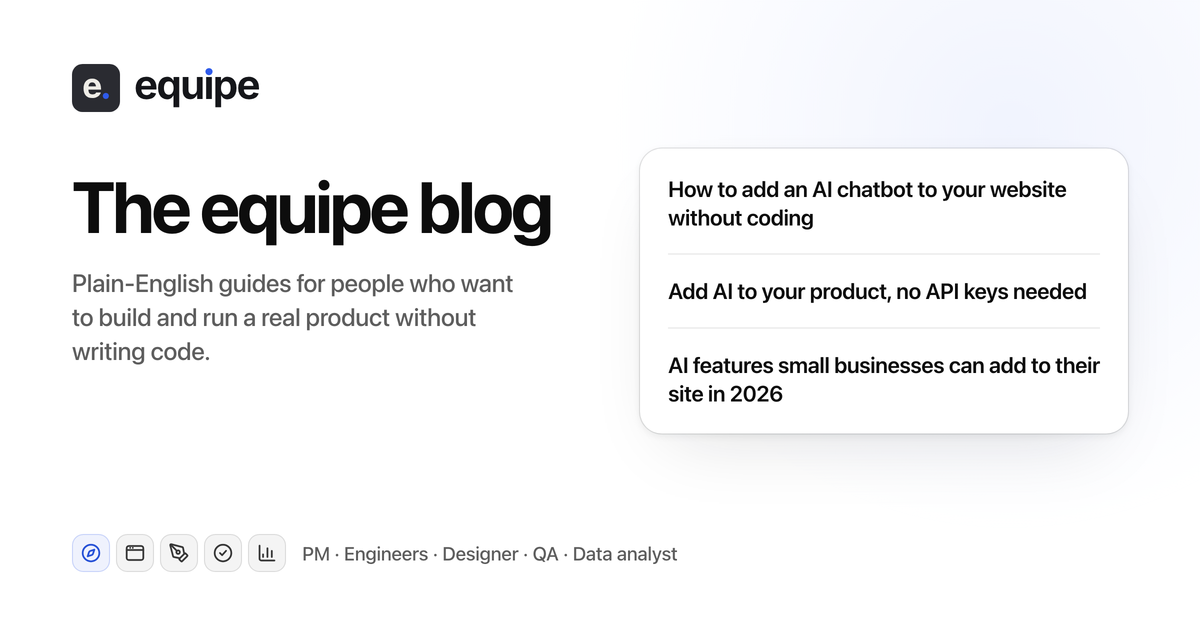 e.
equipe
The equipe blog
Plain-English guides for people who want
to build and run a real product without
writing code.
How to add an AI chatbot to your website
without coding
Add AI to your product, no API keys needed
AI features small businesses can add to their
site in 2026
PM · Engineers · Designer · QA · Data analyst